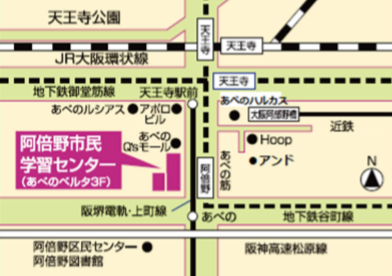 天王寺公園
天王寺
天王寺
JR大阪環状線
天王寺
地下鉄御堂筋線
天王寺駅前
あべのルシアス
アポロビル
あべのハルカス
大阪阿部野橋
近鉄
あべの
Q'sモール
Hoop
阿倍野市民
学習センター
(あべのベルタ3F)
阿倍野
あべの筋
アンド
N
阪堺電軌・上町線
あべの
地下鉄谷町線
阿倍野区民センター
阿倍野図書館
阪神高速松原線